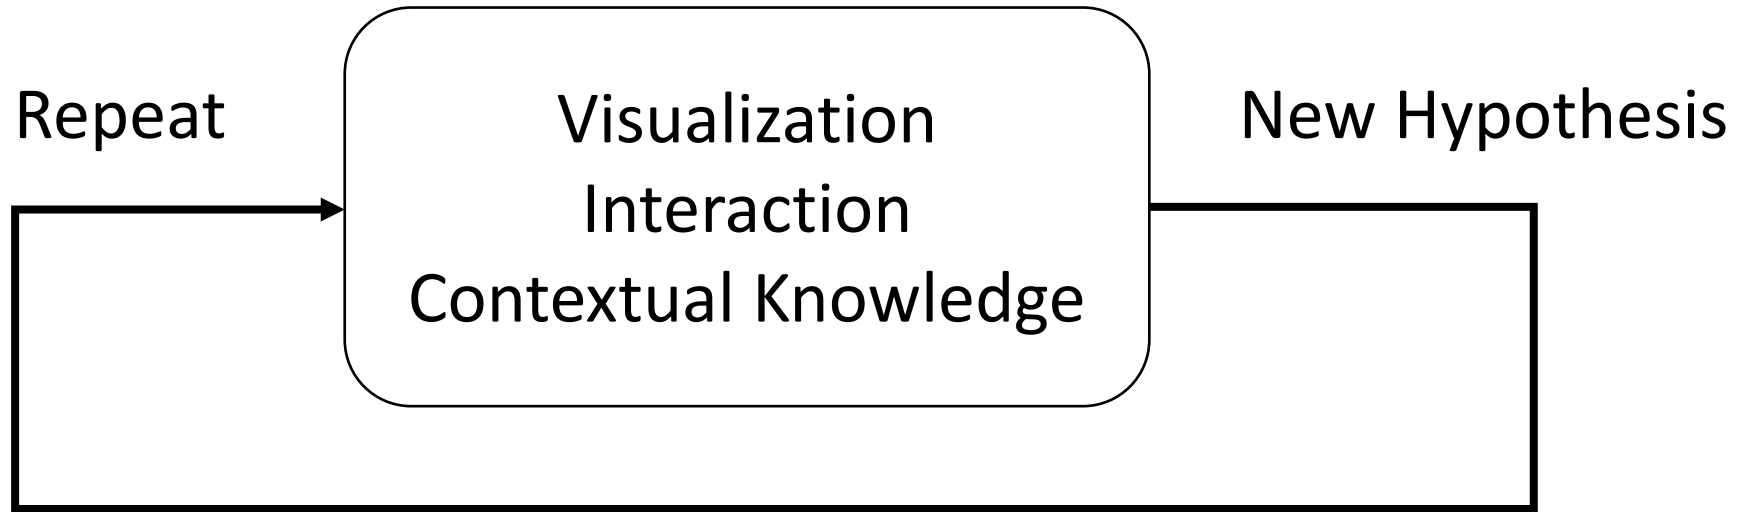 Repeat
Visualization
Interaction
Contextual Knowledge
New Hypothesis